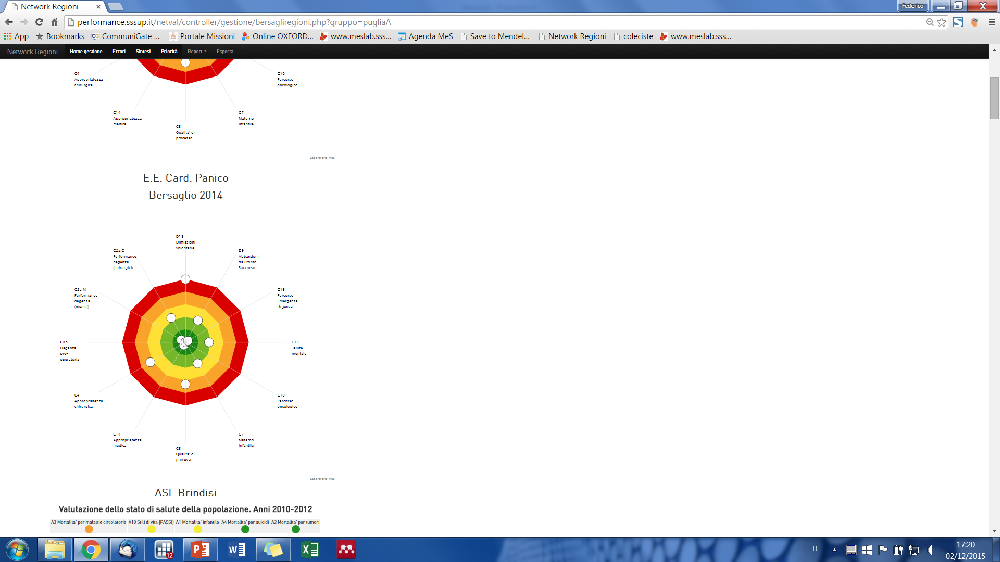 Network Regioni
Federico
performance.sssup.it/netval/controller/gestione/bersagliregioni.php?gruppo=pugliaA
App
Bookmarks
CommuniGate ...
Portale Missioni
Online OXFORD...
www.meslab.sss...
Agenda MeS
Save to Mendel...
Network Regioni
coleciste
www.meslab.sss...
Network Regioni
Home gestione
Errori
Sintesi
Priorità
Report
Esporta
C4
Appropriatezza
chirurgica
C10
Percorso
oncologico
C14
Appropriatezza
medica
C7
Materno
Infantile
C5
Qualita' di
processo
Laboratorio MeS
E.E. Card. Panico
Bersaglio 2014
D18
Dimissioni
volontarie
C2a.C
Performance
degenza
(chirurgici)
D9
Abbandoni
da Pronto
Soccorso
C2a.M
Performance
degenza
(medici)
C16
Percorso
Emergenza-
Urgenza
C8b
Degenza
pre-
operatoria
C15
Salute
mentale
C4
Appropriatezza
chirurgica
C10
Percorso
oncologico
C14
Appropriatezza
medica
C7
Materno
Infantile
C5
Qualita' di
processo
Laboratorio MeS
ASL Brindisi
Valutazione dello stato di salute della popolazione. Anni 2010-2012
A3 Mortalita' per malattie circolatorie
A10 Stili di vita (PASSI)
A1 Mortalita' infantile
A4 Mortalita' per suicidi
A2 Mortalita' per tumori
12
IT
17:20
02/12/2015